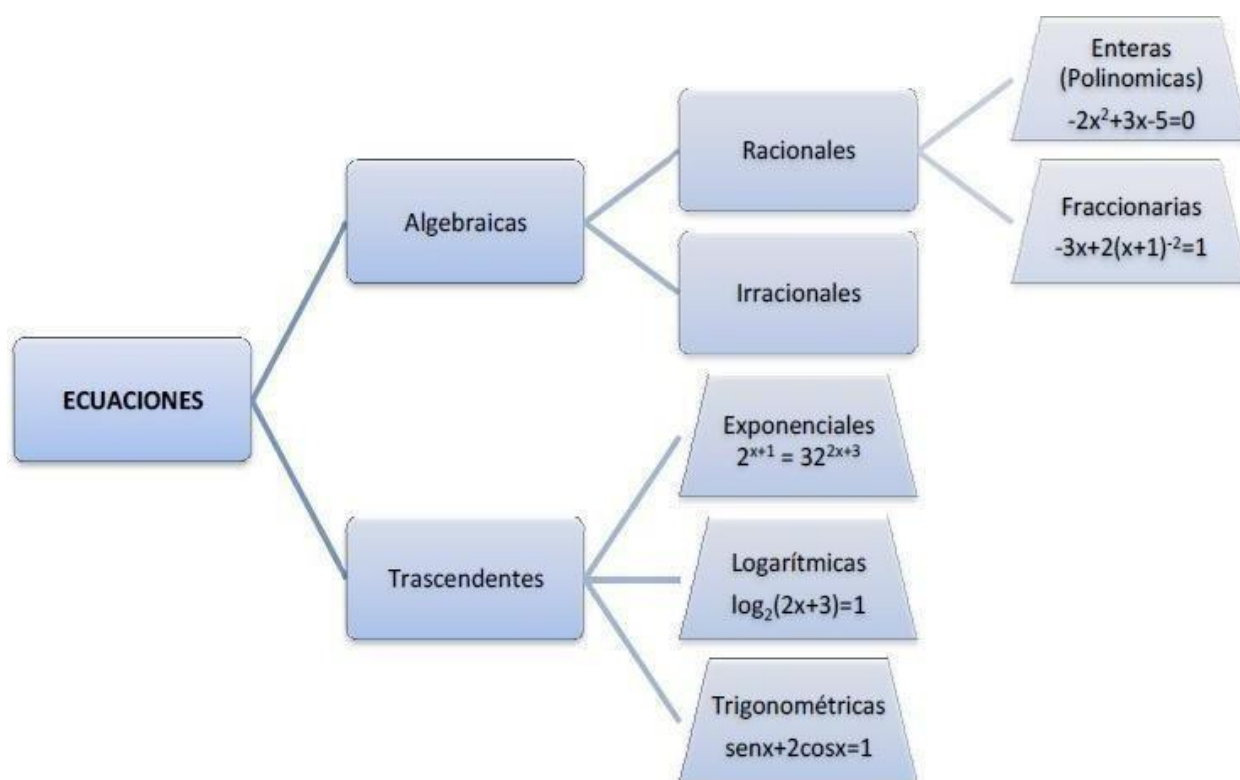 Enteras
(Polinomicas)
-2x²+3x-5=0
Racionales
Algebraicas
Fraccionarias
-3x+2(x+1)⁻²=1
Irracionales
ECUACIONES
Exponenciales
2ˣ⁺¹ = 32²ˣ⁺³
Trascendentes
Logarítmicas
log₂(2x+3)=1
Trigonométricas
senx+2cosx=1